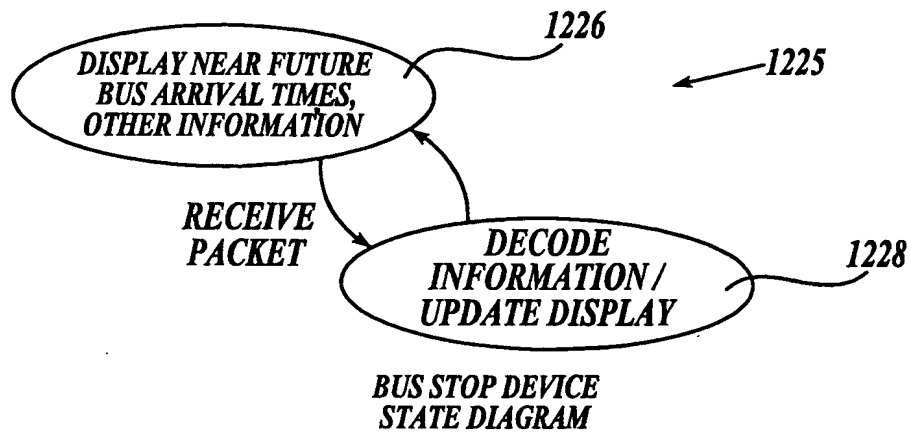 1226
DISPLAY NEAR FUTURE
BUS ARRIVAL TIMES,
OTHER INFORMATION
1225
RECEIVE
PACKET
DECODE
INFORMATION /
UPDATE DISPLAY
1228
BUS STOP DEVICE
STATE DIAGRAM